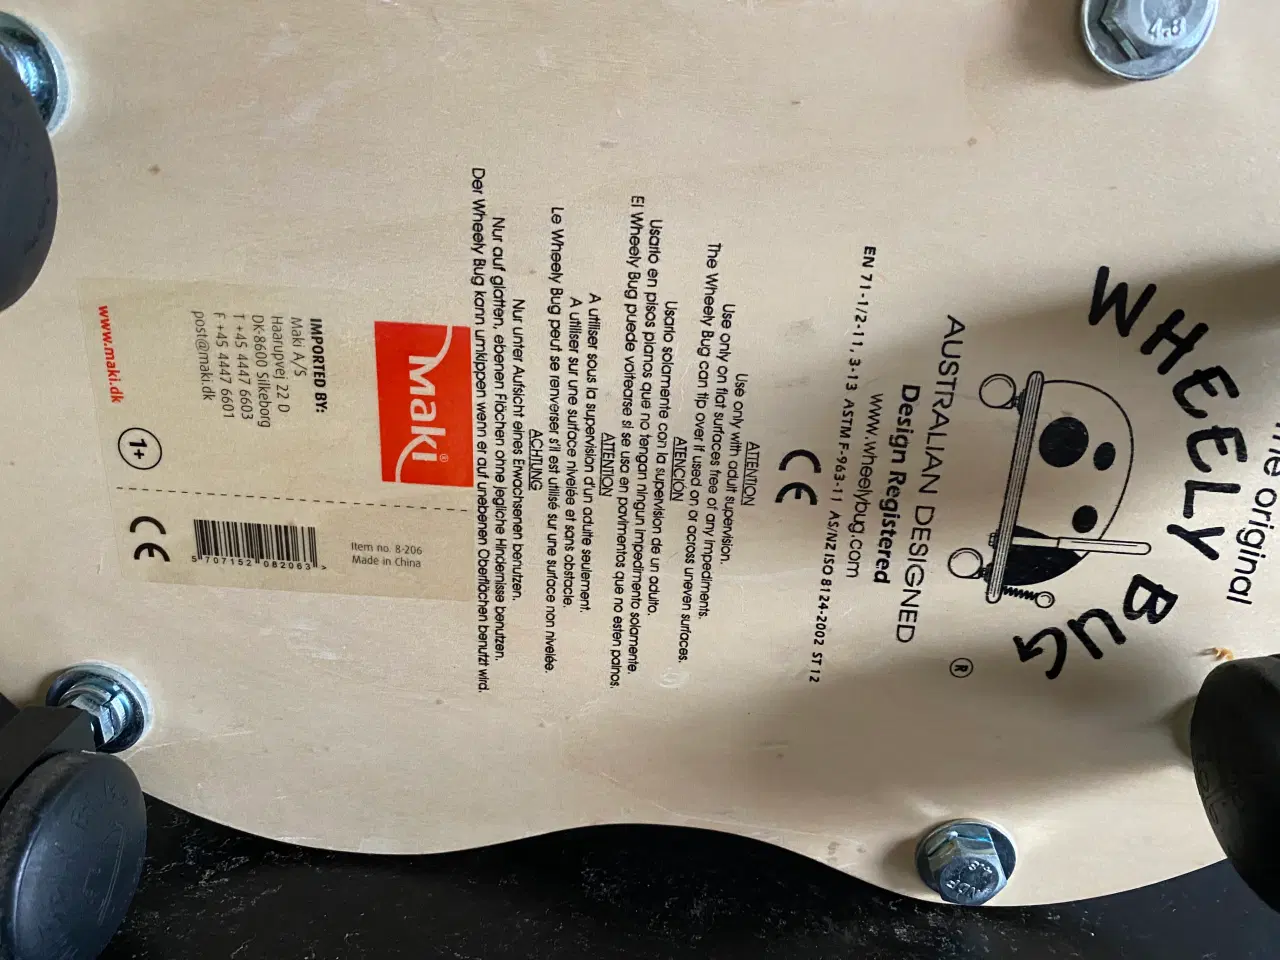 The original
WHEELY BUG
®
AUSTRALIAN DESIGNED
Design Registered
www.wheelybug.com
EN 71-1/2-11, 3-13 ASTM F-963-11 AS/NZ ISO 8124-2002 ST 12
CE
ATTENTION
Use only with adult supervision.
Use only on flat surfaces free of any impediments.
The Wheely Bug can tip over if used on or across uneven surfaces.
ATENCION
Usarlo solamente con la supervisión de un adulto.
Usarlo en pisos planos que no tengan ningun impedimento solamente.
El Wheely Bug puede voltearse si se usa en pavimentos que no esten palnos.
ATTENTION
A utiliser sous la supervision d'un adulte seulement.
A utiliser sur une surface nivelée et sans obstacle.
Le Wheely Bug peut se renverser s'il est utilisé sur une surface non nivelée.
ACHTUNG
Nur unter Aufsicht eines Erwachsenen benutzen.
Nur auf glatten, ebenen Flächen ohne jegliche Hindernisse benutzen.
Der Wheely Bug kann umkippen wenn er auf unebenen Oberflächen benutzt wird.
Maki®
IMPORTED BY:
Maki A/S
Haarupvej 22 D
DK-8600 Silkeborg
T +45 4447 6603
F +45 4447 6601
post@maki.dk
www.maki.dk
1+
Item no. 8-206
Made in China
5 707152 082063 >
CE
4.8
4.8